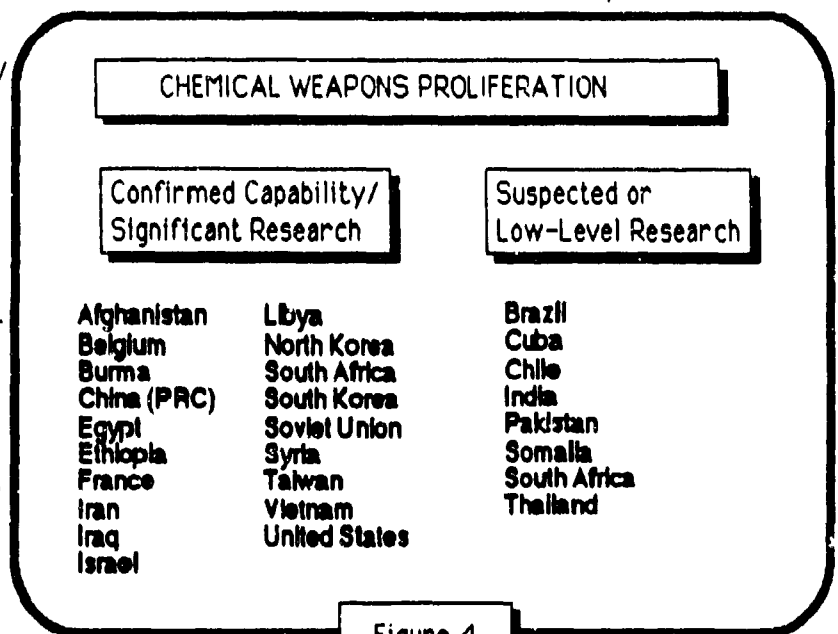 CHEMICAL WEAPONS PROLIFERATION
Confirmed Capability/
Significant Research
Afghanistan
Belgium
Burma
China (PRC)
Egypt
Ethiopia
France
Iran
Iraq
Israel
Libya
North Korea
South Africa
South Korea
Soviet Union
Syria
Taiwan
Vietnam
United States
Suspected or
Low-Level Research
Brazil
Cuba
Chile
India
Pakistan
Somalia
South Africa
Thailand
Figure 4